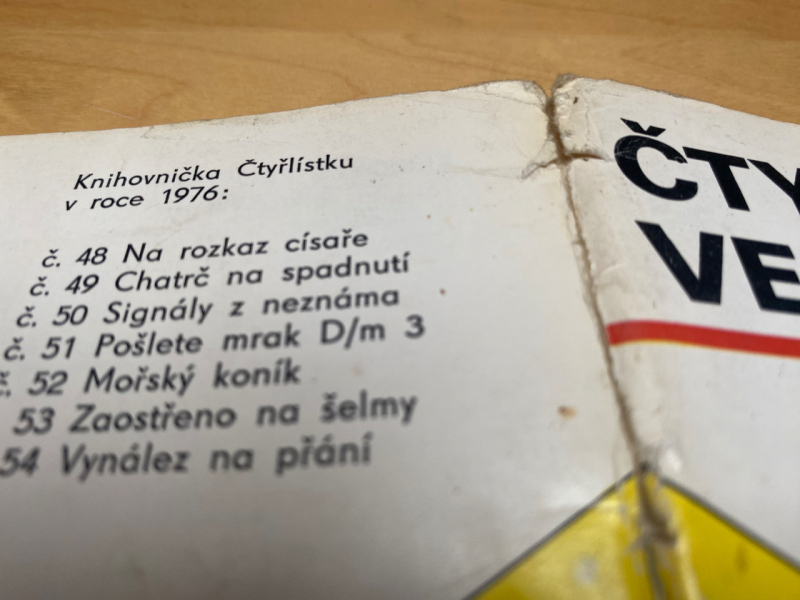 Knihovnička Čtyřlístku
v roce 1976:
č. 48 Na rozkaz císaře
č. 49 Chatrč na spadnutí
č. 50 Signály z neznáma
č. 51 Pošlete mrak D/m 3
č. 52 Mořský koník
53 Zaostřeno na šelmy
54 Vynález na přání
ČTY
VE